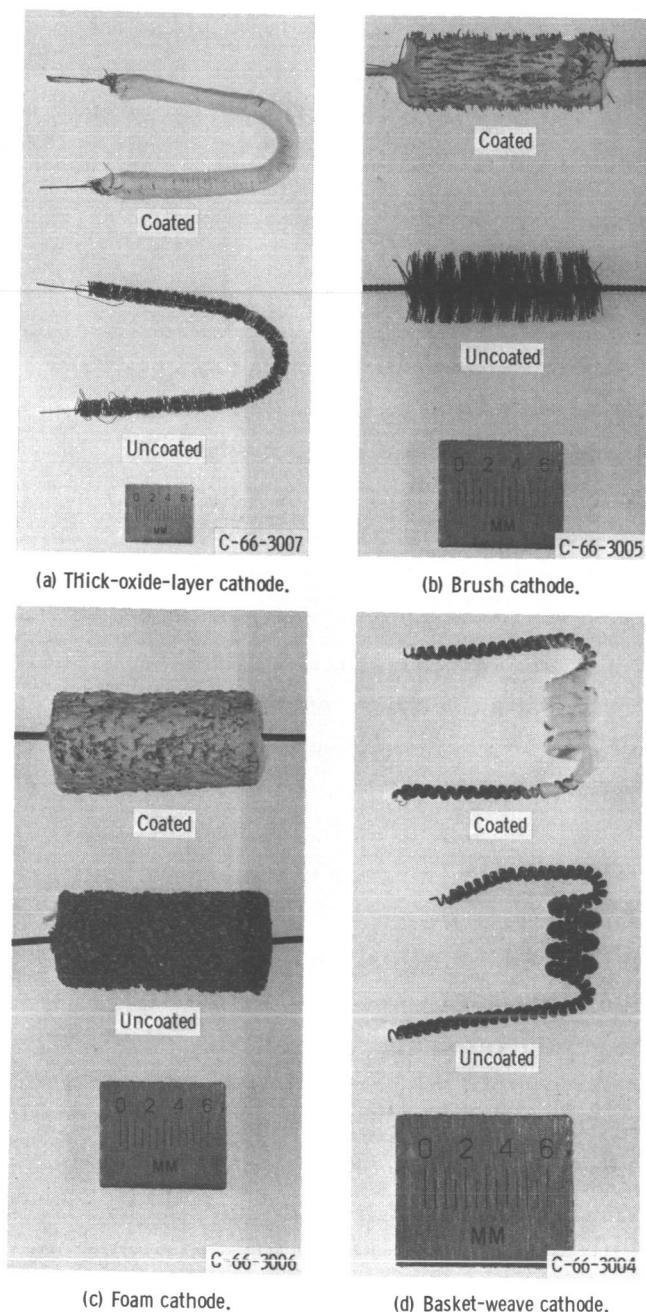 Coated
Uncoated
0 2 4 6
MM
C-66-3007
(a) Thick-oxide-layer cathode.
Coated
Uncoated
0 2 4 6
MM
C-66-3005
(b) Brush cathode.
Coated
Uncoated
0 2 4 6
MM
C-66-3006
(c) Foam cathode.
Coated
Uncoated
0 2 4 6
MM
C-66-3004
(d) Basket-weave cathode.